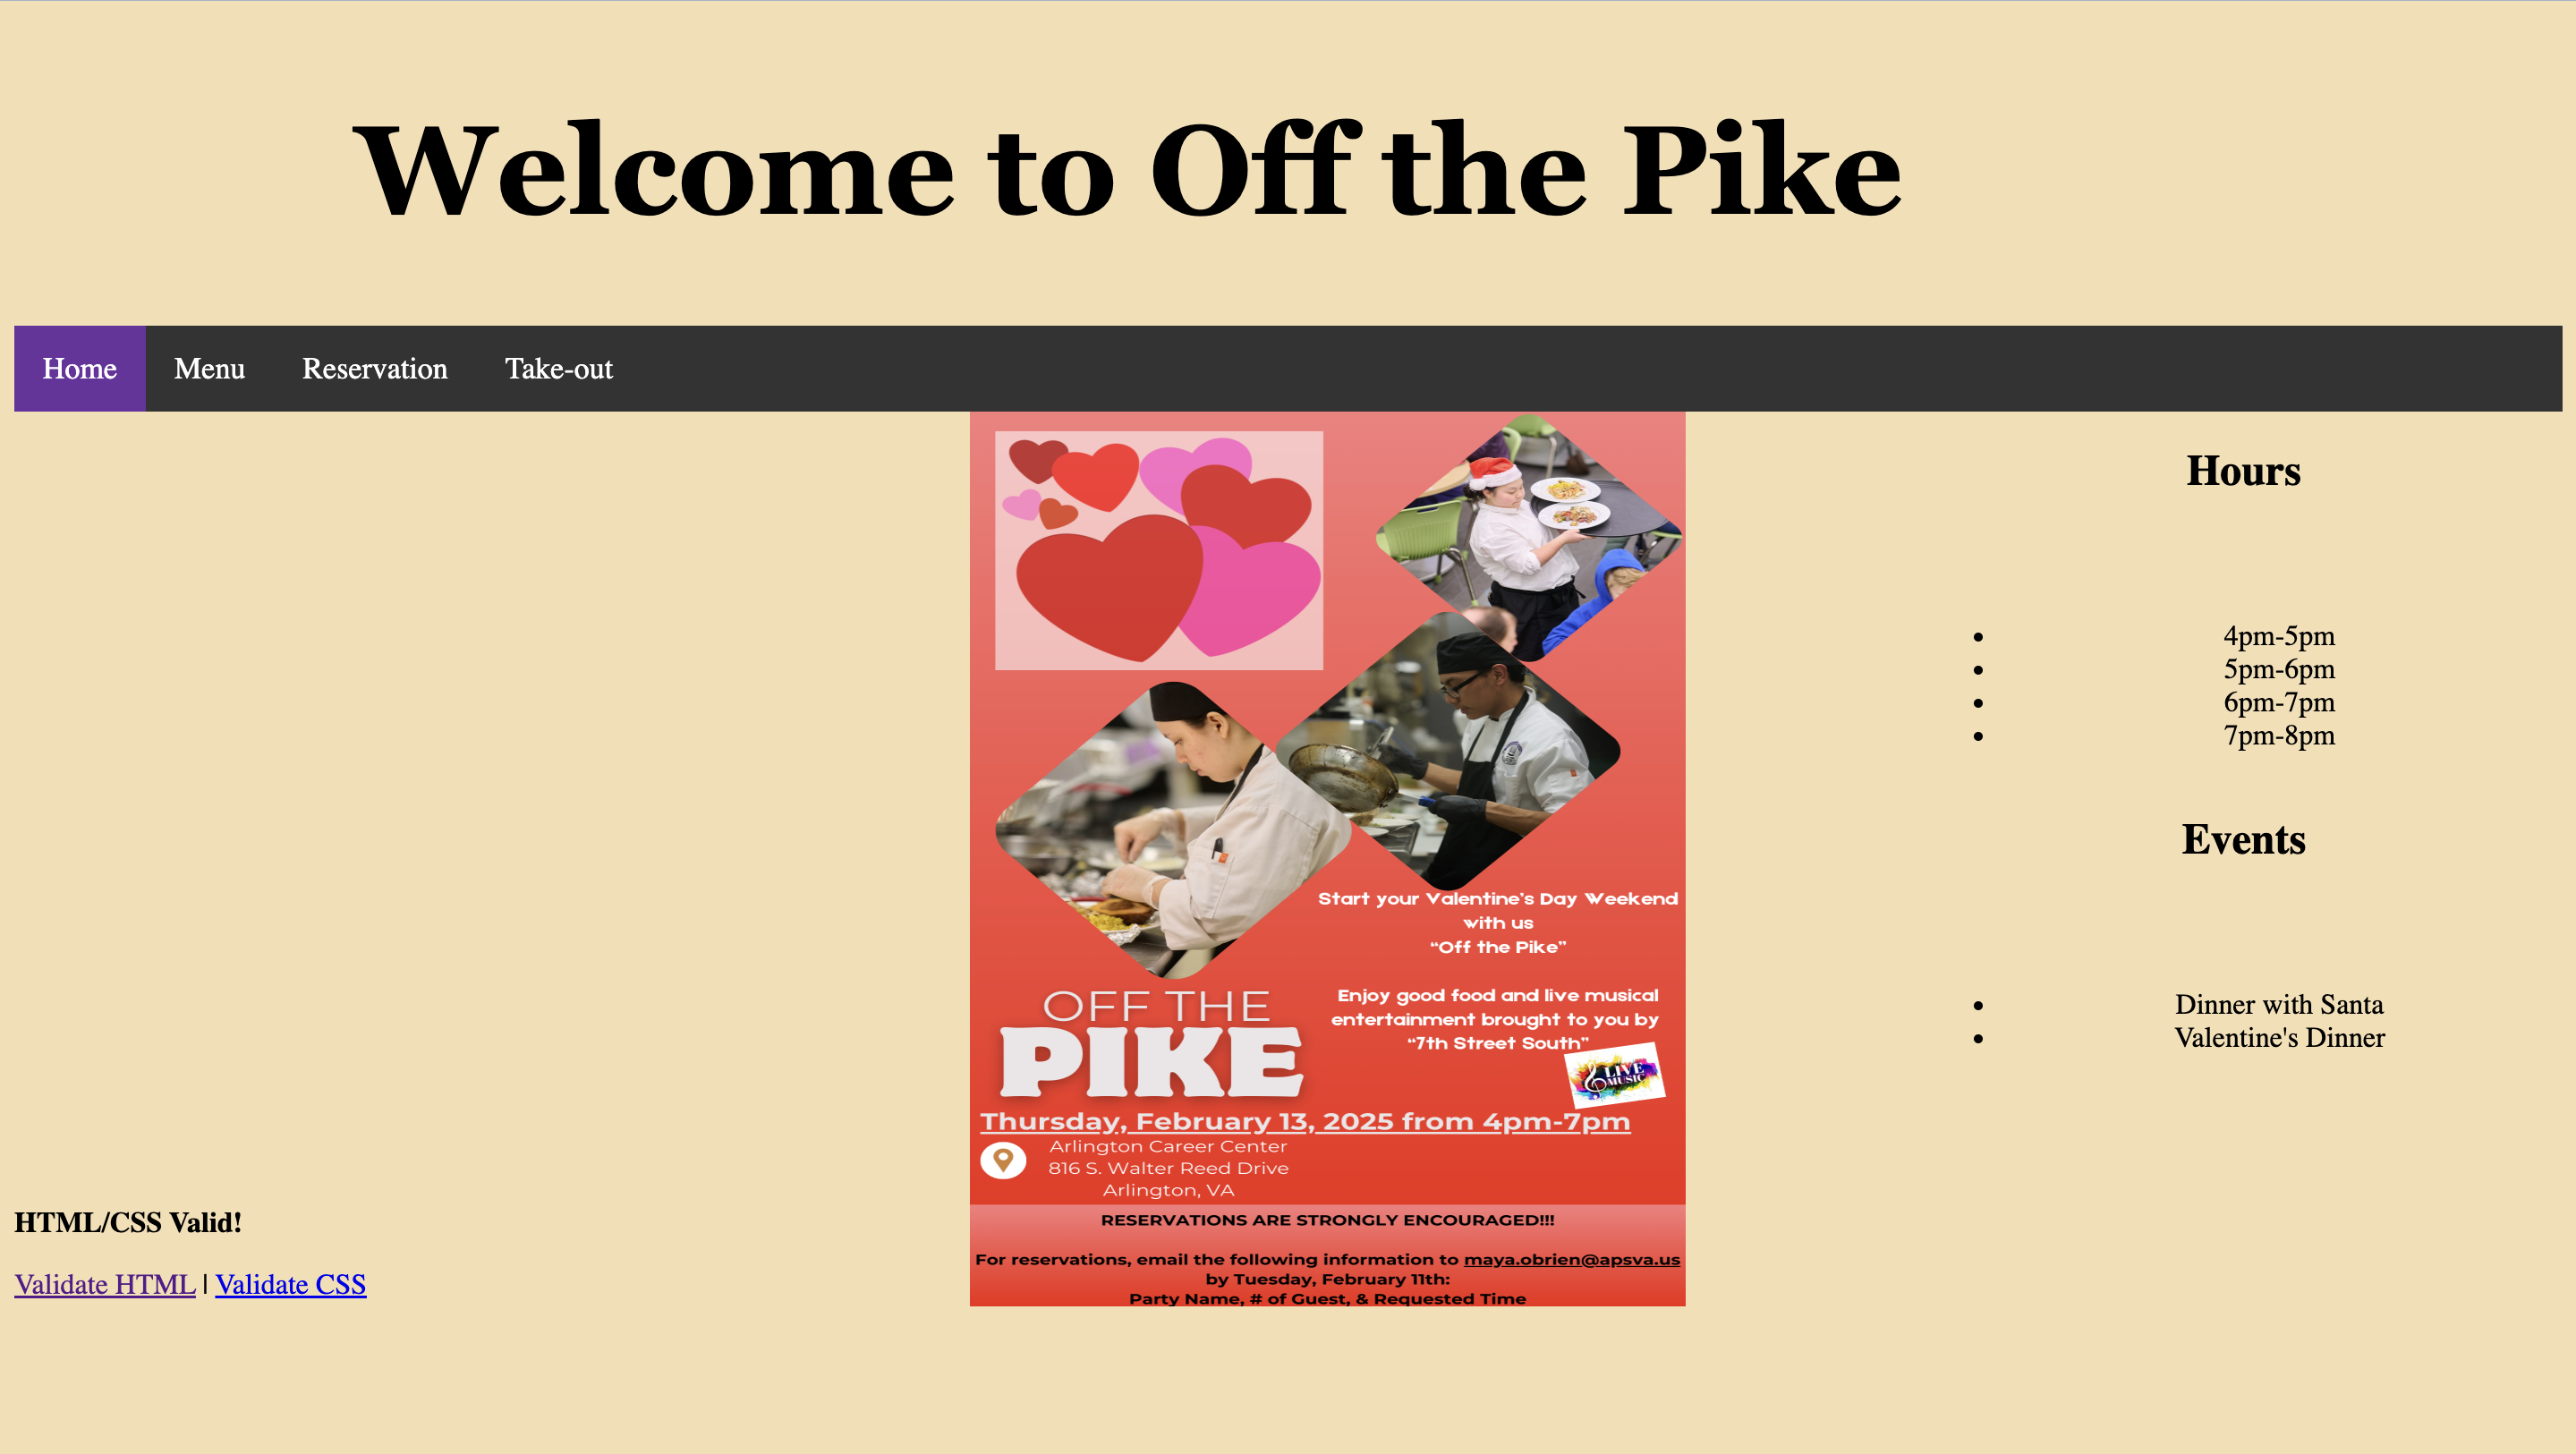 Welcome to Off the Pike
Home Menu Reservation Take-out
Start your Valentine's Day Weekend
with us
“Off the Pike”
Enjoy good food and live musical
entertainment brought to you by
“7th Street South”
LIVE
MUSIC
OFF THE
PIKE
Thursday, February 13, 2025 from 4pm-7pm
Arlington Career Center
816 S. Walter Reed Drive
Arlington, VA
RESERVATIONS ARE STRONGLY ENCOURAGED!!!
For reservations, email the following information to maya.obrien@apsva.us
by Tuesday, February 11th:
Party Name, # of Guest, & Requested Time
Hours
4pm-5pm
5pm-6pm
6pm-7pm
7pm-8pm
Events
Dinner with Santa
Valentine's Dinner
HTML/CSS Valid!
Validate HTML | Validate CSS